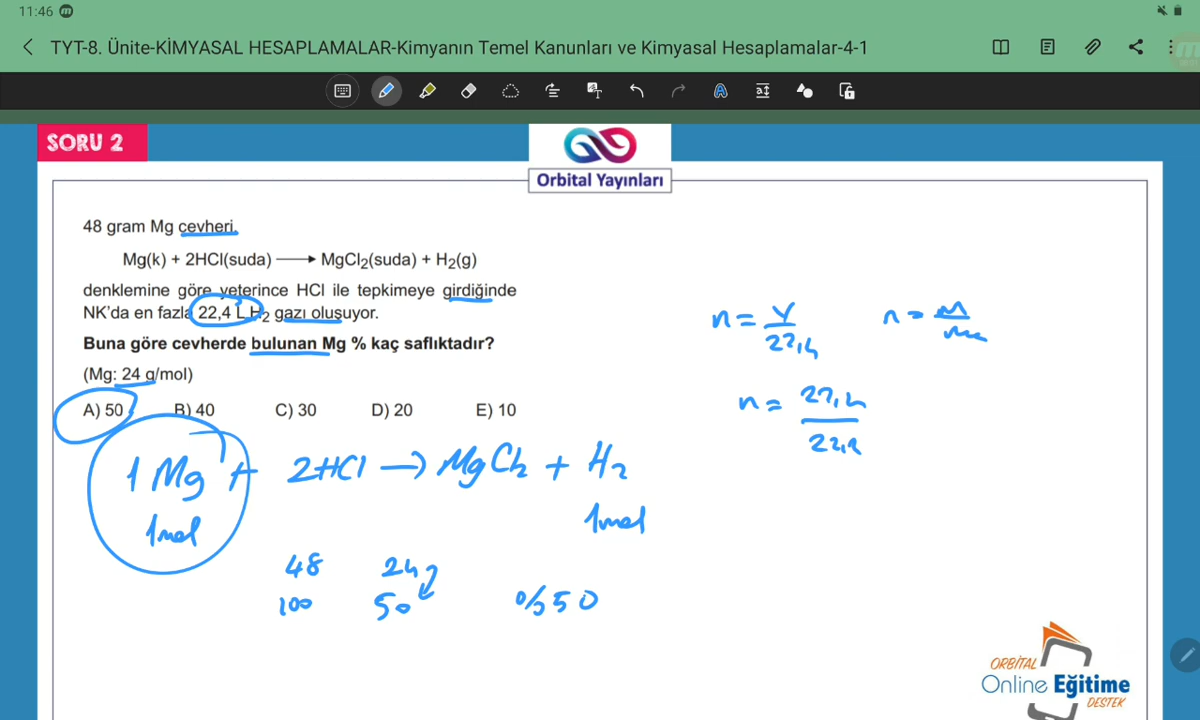 11:46
TYT-8. Ünite-KİMYASAL HESAPLAMALAR-Kimyanın Temel Kanunları ve Kimyasal Hesaplamalar-4-1
SORU 2
Orbital Yayınları
48 gram Mg cevheri,
Mg(k) + 2HCl(suda) ⟶ MgCl₂(suda) + H₂(g)
denklemine göre yeterince HCl ile tepkimeye girdiğinde
NK'da en fazla 22,4 L H₂ gazı oluşuyor.
Buna göre cevherde bulunan Mg % kaç saflıktadır?
(Mg: 24 g/mol)
A) 50 B) 40 C) 30 D) 20 E) 10
n = V/22,4 n = m/
n = 22,4/22,4
1 Mg + 2HCl → MgCl₂ + H₂
1mol 1mol
48 24
100 50 %50
ORBİTAL
Online Eğitime
DESTEK